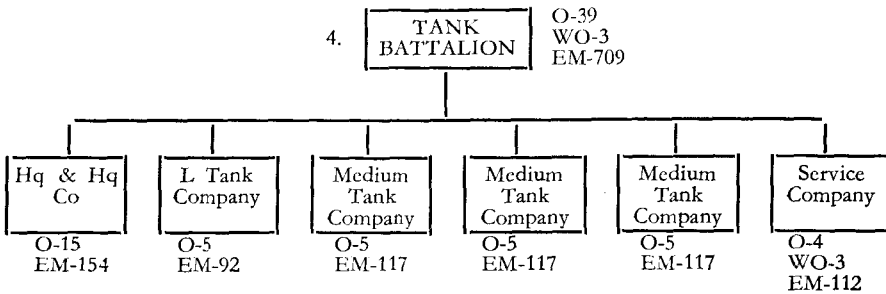 4.
TANK
BATTALION
O-39
WO-3
EM-709
Hq & Hq
Co
O-15
EM-154
L Tank
Company
O-5
EM-92
Medium
Tank
Company
O-5
EM-117
Medium
Tank
Company
O-5
EM-117
Medium
Tank
Company
O-5
EM-117
Service
Company
O-4
WO-3
EM-112